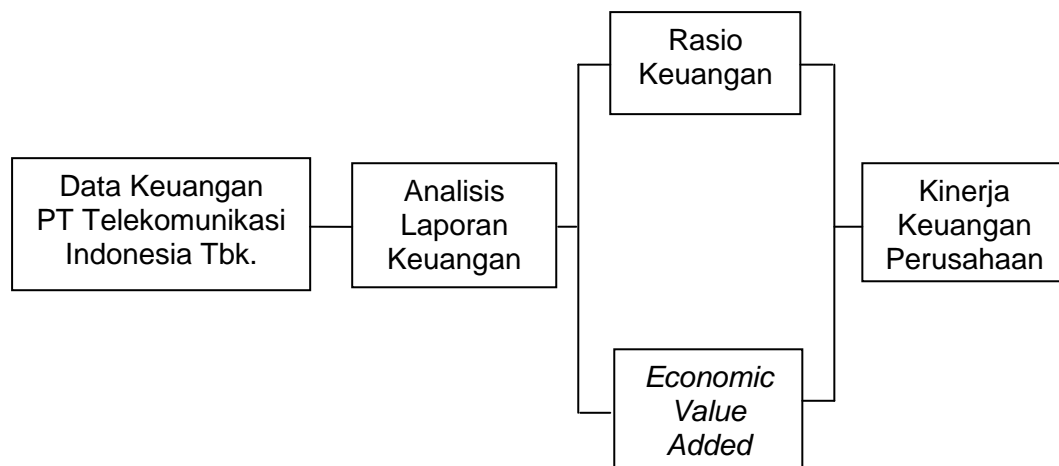 Rasio
Keuangan
Data Keuangan
PT Telekomunikasi
Indonesia Tbk.
Analisis
Laporan
Keuangan
Kinerja
Keuangan
Perusahaan
Economic
Value
Added